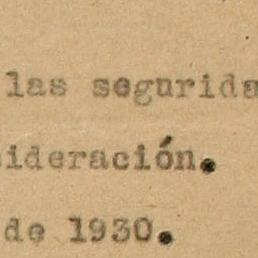 las segurida
sideración.
de 1930.